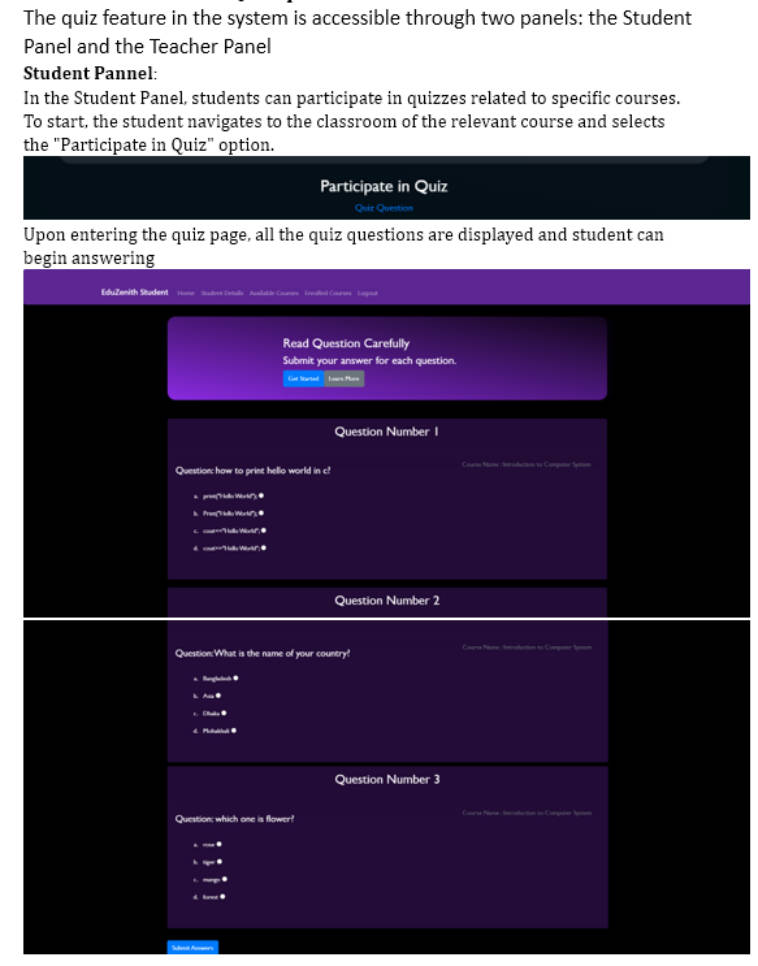 The quiz feature in the system is accessible through two panels: the Student
Panel and the Teacher Panel
Student Pannel:
In the Student Panel, students can participate in quizzes related to specific courses.
To start, the student navigates to the classroom of the relevant course and selects
the "Participate in Quiz" option.
Participate in Quiz
Quiz Question
Upon entering the quiz page, all the quiz questions are displayed and student can
begin answering
EduZenith Student Home Student Details Available Courses Enrolled Courses Logout
Read Question Carefully
Submit your answer for each question.
Get Started Learn More
Question Number 1
Course Name : Introduction to Computer System
Question: how to print hello world in c?
a. print("Hello World");
b. Print("Hello World");
c.
d.
Question Number 2
Course Name : Introduction to Computer System
Question:What is the name of your country?
a. Bangladesh
b. Asia
c. Dhaka
d. Mohakhali
Question Number 3
Course Name : Introduction to Computer System
Question: which one is flower?
a. rose
b. tiger
c. mango
d. forest
Submit Answers